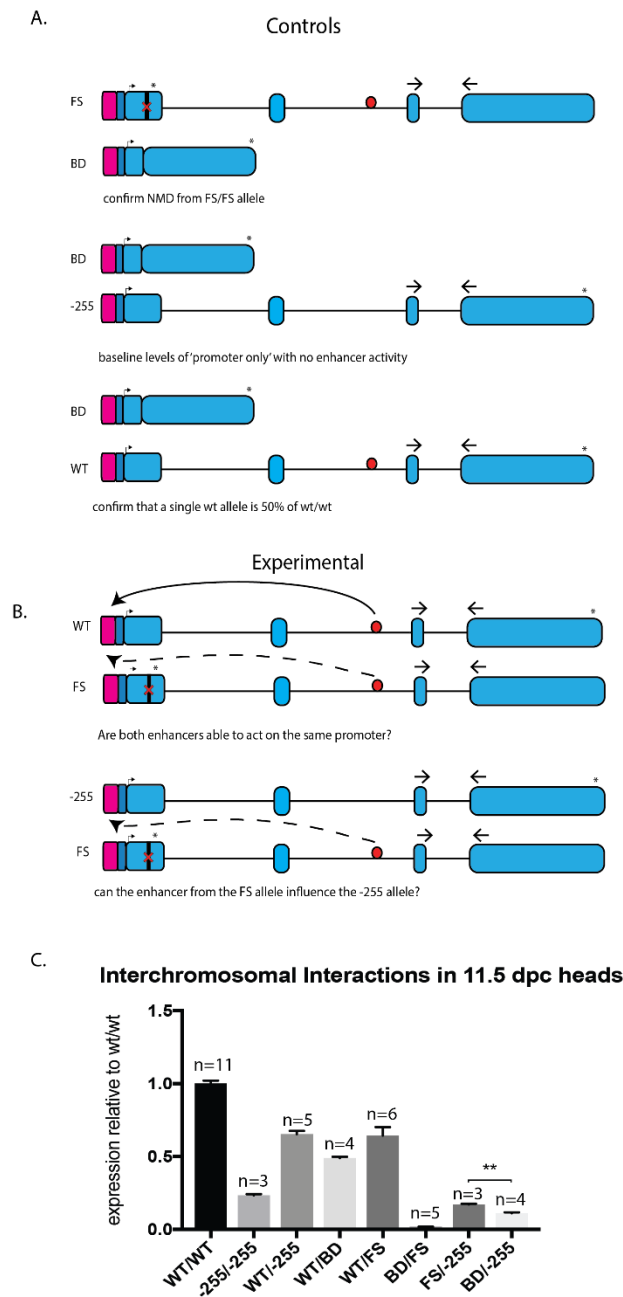 A.
Controls
FS
*
BD
*
confirm NMD from FS/FS allele
BD
*
-255
*
baseline levels of 'promoter only' with no enhancer activity
BD
*
WT
*
confirm that a single wt allele is 50% of wt/wt
Experimental
B.
WT
*
FS
*
Are both enhancers able to act on the same promoter?
-255
*
FS
*
can the enhancer from the FS allele influence the -255 allele?
C.
Interchromosomal Interactions in 11.5 dpc heads
expression relative to wt/wt
1.5
1.0
0.5
0.0
n=11
n=3
n=5
n=4
n=6
n=5
**
n=3
n=4
WT/WT
-255/-255
WT/-255
WT/BD
WT/FS
BD/FS
FS/-255
BD/-255